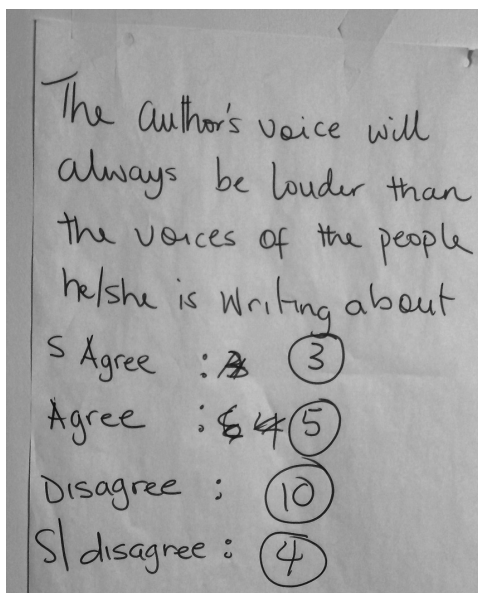 The author's voice will
always be louder than
the voices of the people
he/she is writing about
S Agree : 3
Agree : 4 5
Disagree : 10
S/disagree : 4